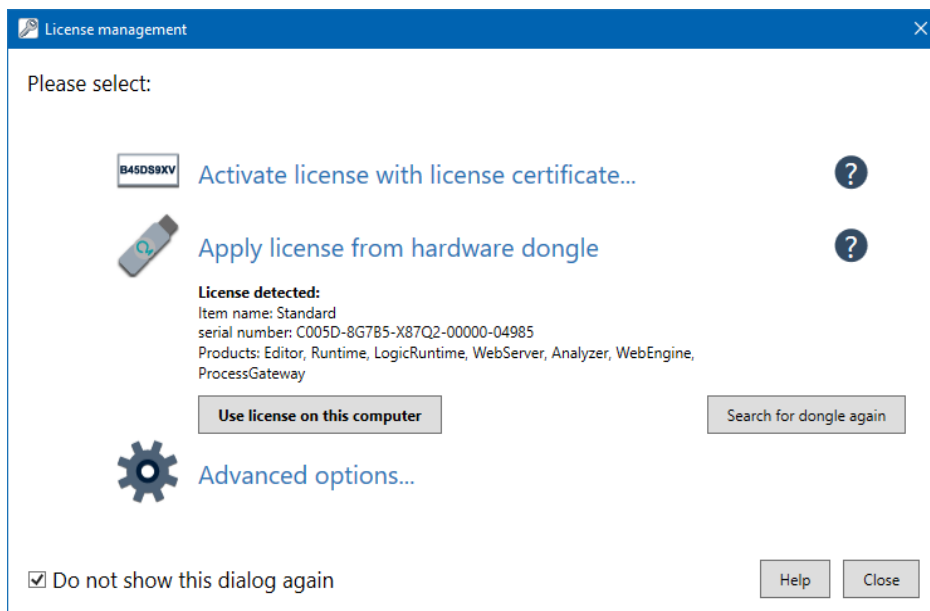 License management
Please select:
B45DS9XV
Activate license with license certificate...
?
Apply license from hardware dongle
?
License detected:
Item name: Standard
serial number: C005D-8G7B5-X87Q2-00000-04985
Products: Editor, Runtime, LogicRuntime, WebServer, Analyzer, WebEngine,
ProcessGateway
Use license on this computer
Search for dongle again
Advanced options...
Do not show this dialog again
Help
Close